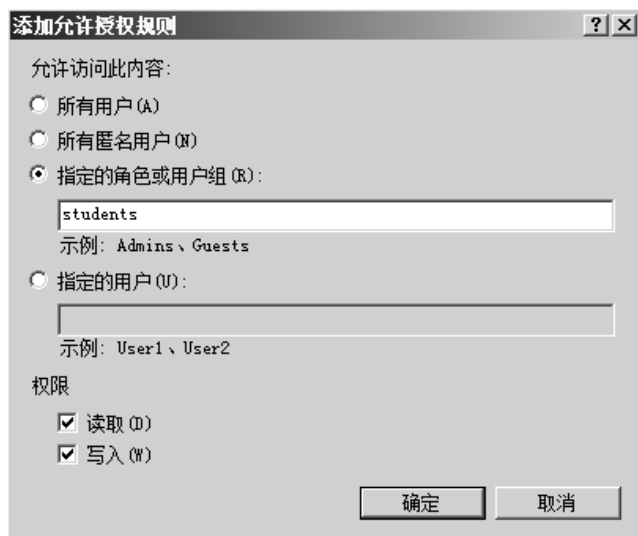 添加允许授权规则
允许访问此内容:
所有用户(A)
所有匿名用户(N)
指定的角色或用户组(R):
students
示例: Admins、Guests
指定的用户(U):
示例: User1、User2
权限
读取(D)
写入(W)
确定 取消